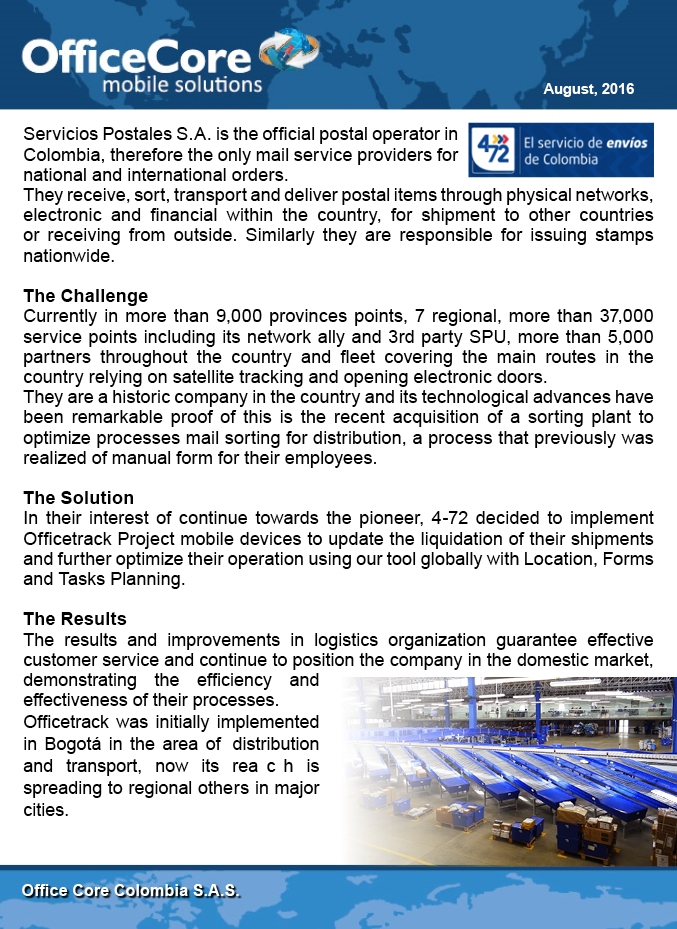 OfficeCore
mobile solutions
August, 2016
Servicios Postales S.A. is the official postal operator in
Colombia, therefore the only mail service providers for
national and international orders.
4-72
El servicio de envíos
de Colombia
They receive, sort, transport and deliver postal items through physical networks,
electronic and financial within the country, for shipment to other countries
or receiving from outside. Similarly they are responsible for issuing stamps
nationwide.
The Challenge
Currently in more than 9,000 provinces points, 7 regional, more than 37,000
service points including its network ally and 3rd party SPU, more than 5,000
partners throughout the country and fleet covering the main routes in the
country relying on satellite tracking and opening electronic doors.
They are a historic company in the country and its technological advances have
been remarkable proof of this is the recent acquisition of a sorting plant to
optimize processes mail sorting for distribution, a process that previously was
realized of manual form for their employees.
The Solution
In their interest of continue towards the pioneer, 4-72 decided to implement
Officetrack Project mobile devices to update the liquidation of their shipments
and further optimize their operation using our tool globally with Location, Forms
and Tasks Planning.
The Results
The results and improvements in logistics organization guarantee effective
customer service and continue to position the company in the domestic market,
demonstrating the efficiency and
effectiveness of their processes.
Officetrack was initially implemented
in Bogotá in the area of distribution
and transport, now its rea c h is
spreading to regional others in major
cities.
Office Core Colombia S.A.S.